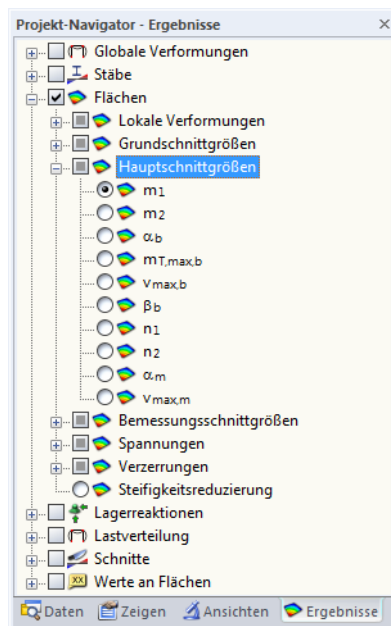 Projekt-Navigator - Ergebnisse
Globale Verformungen
Stäbe
Flächen
Lokale Verformungen
Grundschnittgrößen
Hauptschnittgrößen
m1
m2
αb
mT,max,b
vmax,b
βb
n1
n2
αm
vmax,m
Bemessungsschnittgrößen
Spannungen
Verzerrungen
Steifigkeitsreduzierung
Lagerreaktionen
Lastverteilung
Schnitte
xx Werte an Flächen
Daten Zeigen Ansichten Ergebnisse